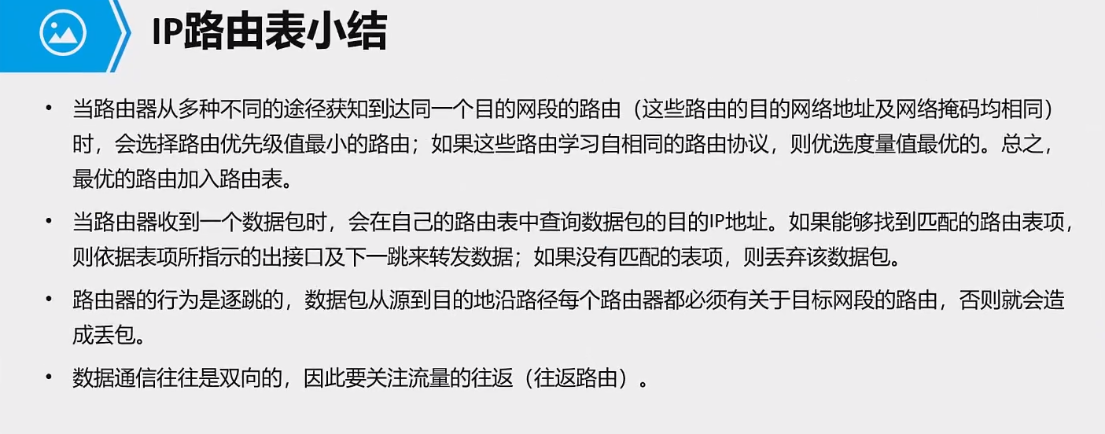 IP路由表小结
• 当路由器从多种不同的途径获知到达同一个目的网段的路由（这些路由的目的网络地址及网络掩码均相同）
时，会选择路由优先级值最小的路由；如果这些路由学习自相同的路由协议，则优选度量值最优的。总之，
最优的路由加入路由表。
• 当路由器收到一个数据包时，会在自己的路由表中查询数据包的目的IP地址。如果能够找到匹配的路由表项，
则依据表项所指示的出接口及下一跳来转发数据；如果没有匹配的表项，则丢弃该数据包。
• 路由器的行为是逐跳的，数据包从源到目的地沿路径每个路由器都必须有关于目标网段的路由，否则就会造
成丢包。
• 数据通信往往是双向的，因此要关注流量的往返（往返路由）。